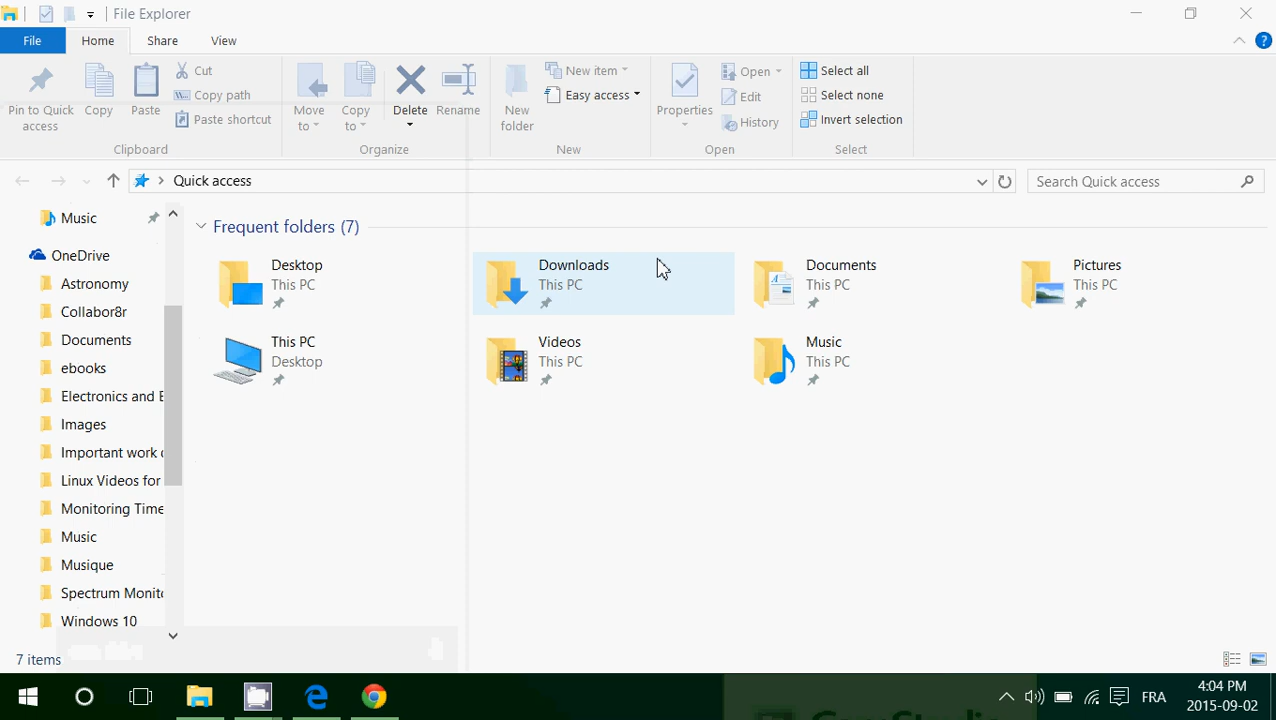 File Explorer
File
Home
Share
View
Pin to Quick
access
Copy
Paste
Cut
Copy path
Paste shortcut
Clipboard
Move
to
Copy
to
Delete
Rename
Organize
New
folder
New item
Easy access
New
Properties
Open
Edit
History
Open
Select all
Select none
Invert selection
Select
Quick access
Search Quick access
Music
OneDrive
Astronomy
Collabor8r
Documents
ebooks
Electronics and
Images
Important work
Linux Videos for
Monitoring Time
Music
Musique
Spectrum
Windows 10
Frequent folders (7)
Desktop
This PC
Downloads
This PC
Documents
This PC
Pictures
This PC
This PC
Desktop
Videos
This PC
Music
This PC
7 items
FRA
4:04 PM
2015-09-02